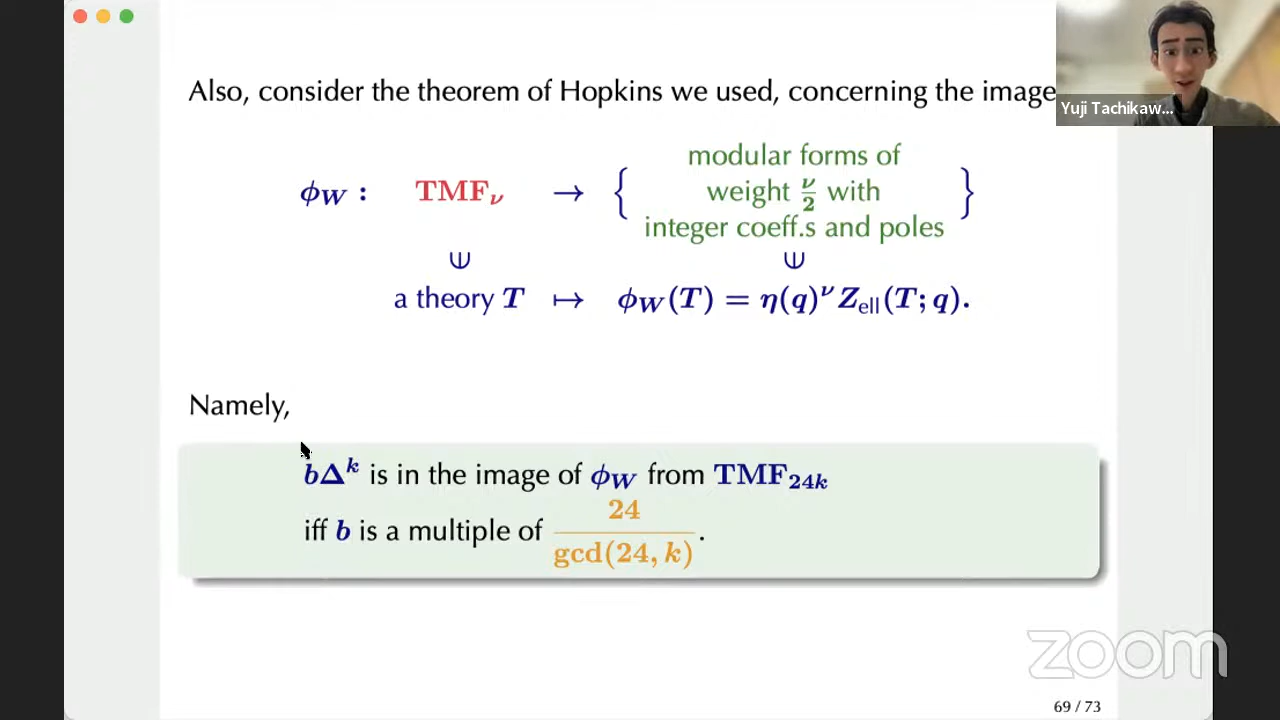 Also, consider the theorem of Hopkins we used, concerning the image
Yuji Tachikaw...
modular forms of
ϕ_W : TMF_ν → { weight ν/2 with }
integer coeff.s and poles
⋓ ⋓
a theory T ↦ ϕ_W(T) = η(q)^ν Z_ell(T; q).
Namely,
bΔ^k is in the image of ϕ_W from TMF_24k
iff b is a multiple of 24/gcd(24, k).
zoom
69 / 73